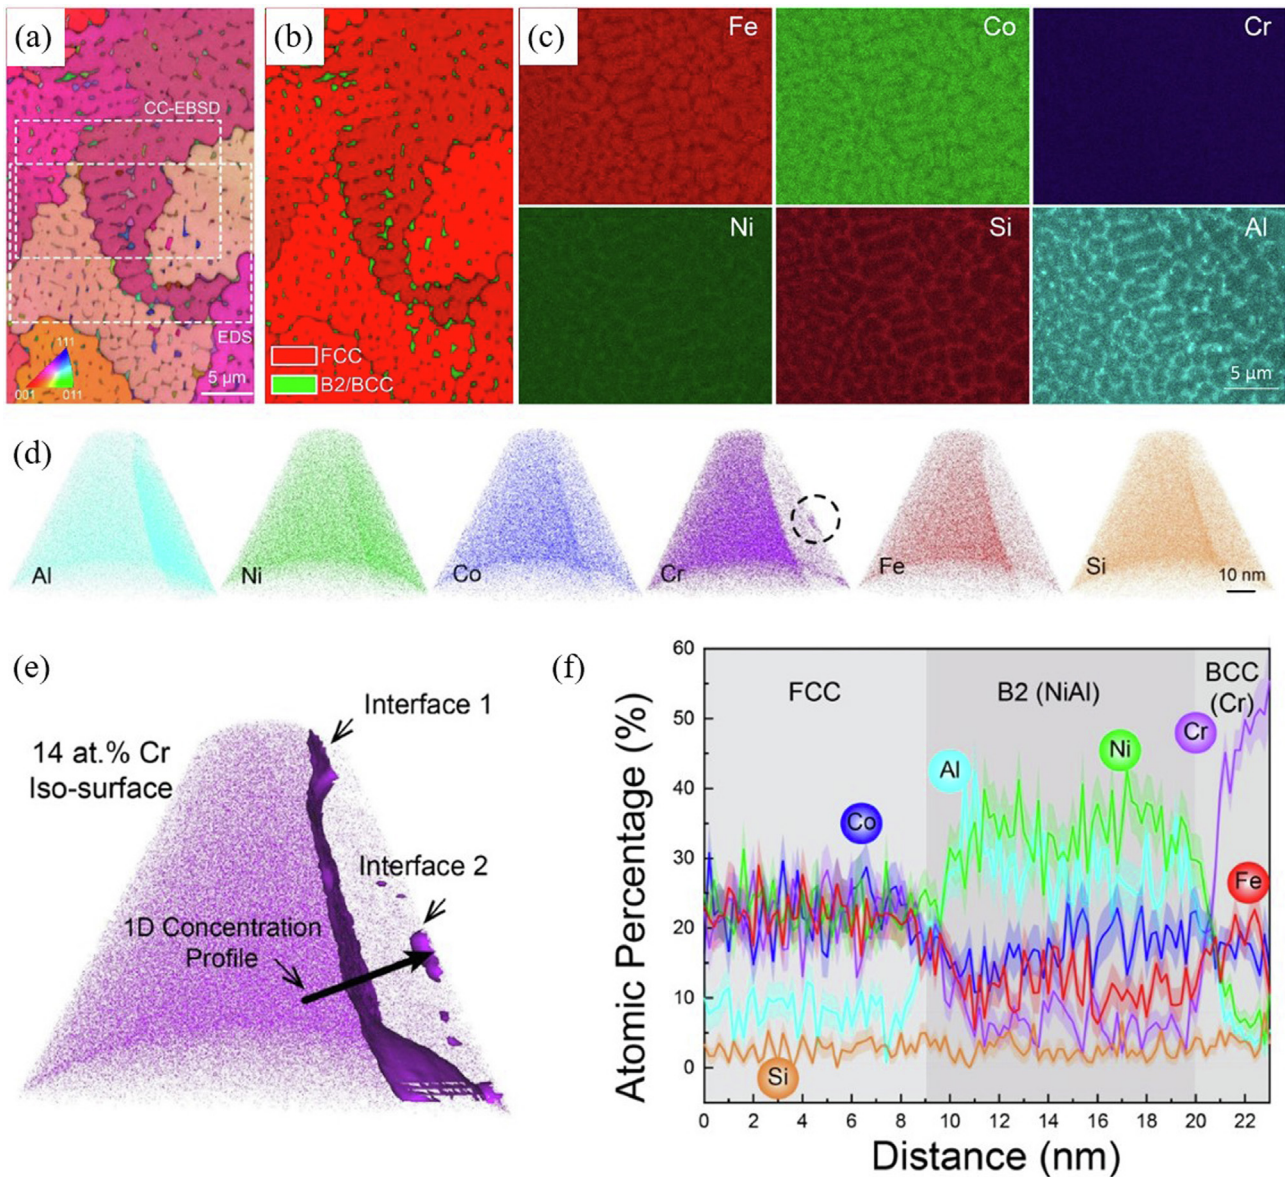 (a)
CC-EBSD
EDS
111
001
011
5 μm
(b)
FCC
B2/BCC
(c)
Fe
Co
Cr
Ni
Si
Al
5 μm
(d)
Al
Ni
Co
Cr
Fe
Si
10 nm
(e)
Interface 1
14 at.% Cr
Iso-surface
Interface 2
1D Concentration
Profile
(f)
Atomic Percentage (%)
60
50
40
30
20
10
0
FCC
B2 (NiAl)
BCC
(Cr)
Cr
Ni
Al
Co
Fe
Si
0 2 4 6 8 10 12 14 16 18 20 22
Distance (nm)